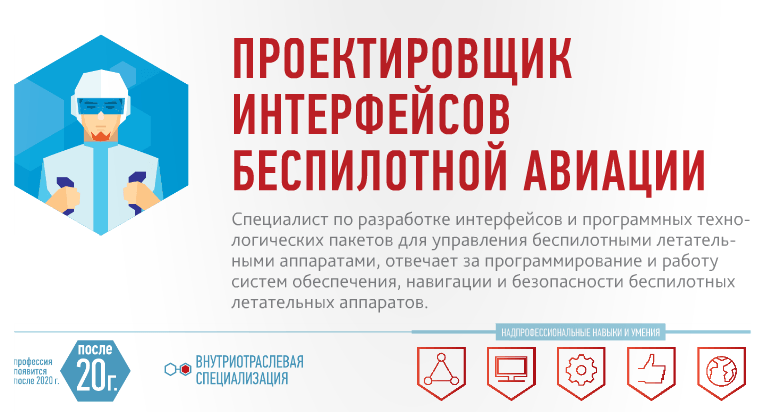 ПРОЕКТИРОВЩИК
ИНТЕРФЕЙСОВ
БЕСПИЛОТНОЙ АВИАЦИИ
Специалист по разработке интерфейсов и программных техно-
логических пакетов для управления беспилотными летатель-
ными аппаратами, отвечает за программирование и работу
систем обеспечения, навигации и безопасности беспилотных
летательных аппаратов.
НАДПРОФЕССИОНАЛЬНЫЕ НАВЫКИ И УМЕНИЯ
профессия
появится
после 2020 г.
после
20г.
ВНУТРИОТРАСЛЕВАЯ
СПЕЦИАЛИЗАЦИЯ